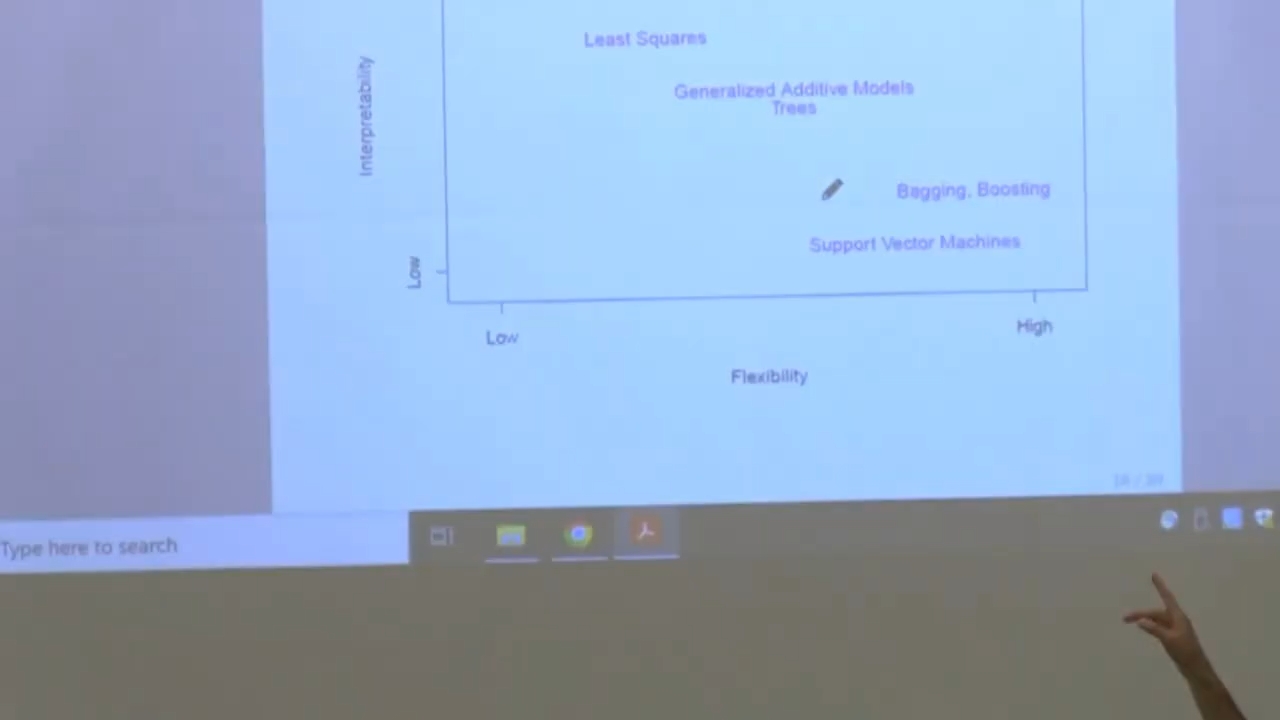 Least Squares
Interpretability
Generalized Additive Models
Trees
Bagging, Boosting
Support Vector Machines
Low
Low
High
Flexibility
Type here to search